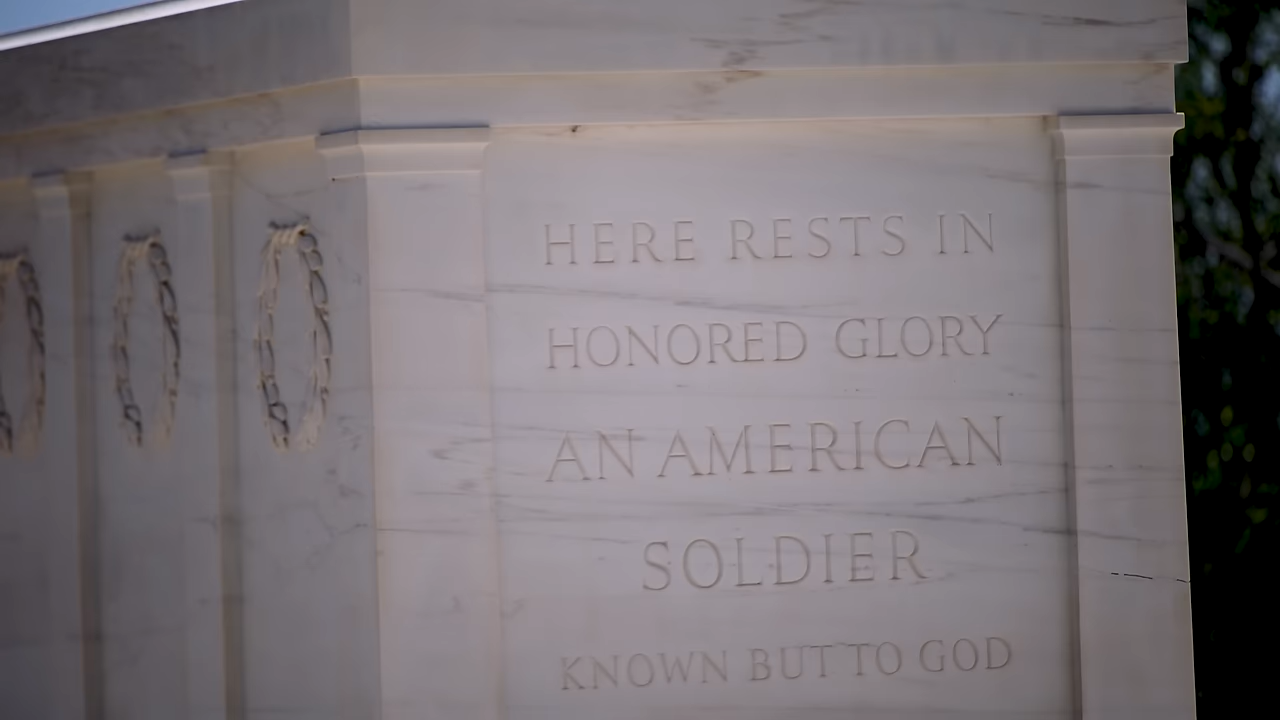 HERE RESTS IN
HONORED GLORY
AN AMERICAN
SOLDIER
KNOWN BUT TO GOD